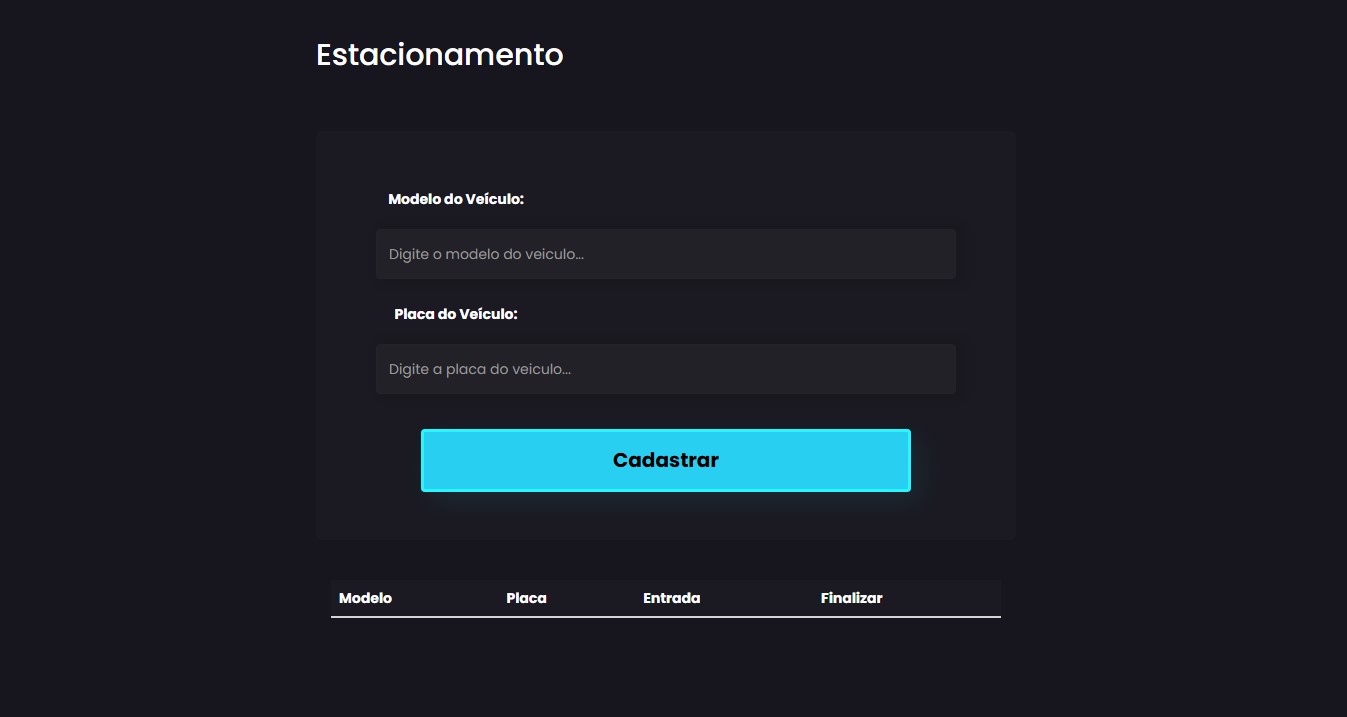 Estacionamento
Modelo do Veículo:
Digite o modelo do veiculo...
Placa do Veículo:
Digite a placa do veiculo...
Cadastrar
Modelo Placa Entrada Finalizar